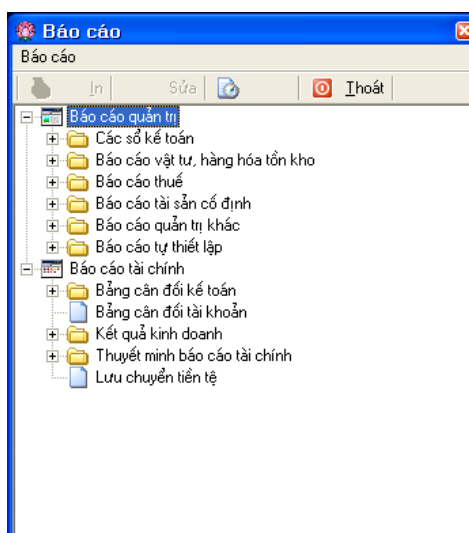 Báo cáo
Báo cáo
In Sửa Thoát
Báo cáo quản trị
Các sổ kế toán
Báo cáo vật tư, hàng hóa tồn kho
Báo cáo thuế
Báo cáo tài sản cố định
Báo cáo quản trị khác
Báo cáo tự thiết lập
Báo cáo tài chính
Bảng cân đối kế toán
Bảng cân đối tài khoản
Kết quả kinh doanh
Thuyết minh báo cáo tài chính
Lưu chuyển tiền tệ